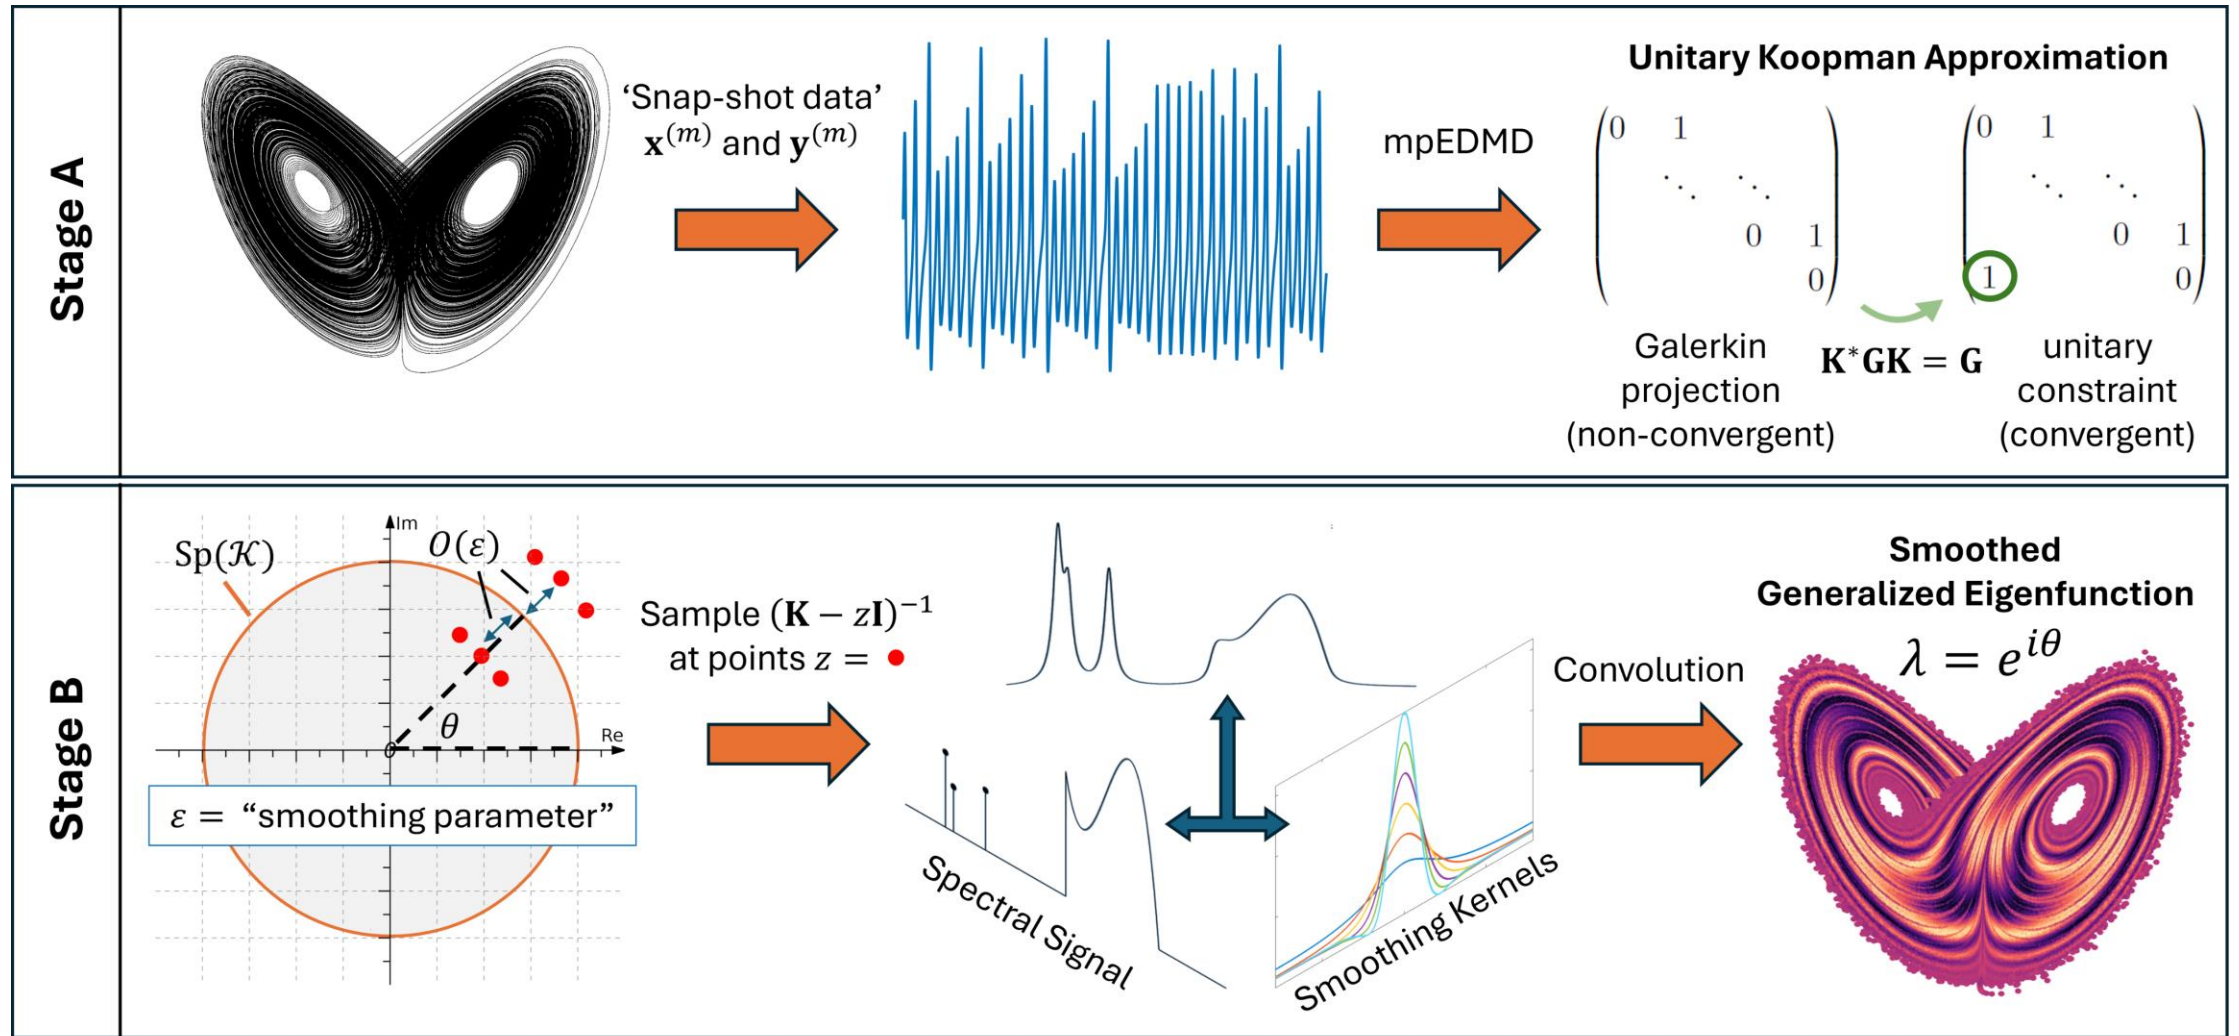 Stage A
‘Snap-shot data’
𝐱⁽ᵐ⁾ and 𝐲⁽ᵐ⁾
mpEDMD
Unitary Koopman Approximation
0 1
⋱ ⋱
0 1
0
0 1
⋱ ⋱
0 1
1 0
Galerkin
projection
(non-convergent)
𝐊*𝐆𝐊 = 𝐆
unitary
constraint
(convergent)
Stage B
Sp(𝒦)
Im
O(ε)
θ
Re
0
ε = “smoothing parameter”
Sample (𝐊 − z𝐈)⁻¹
at points z =
Spectral Signal
Smoothing Kernels
Convolution
Smoothed
Generalized Eigenfunction
λ = e^{iθ}